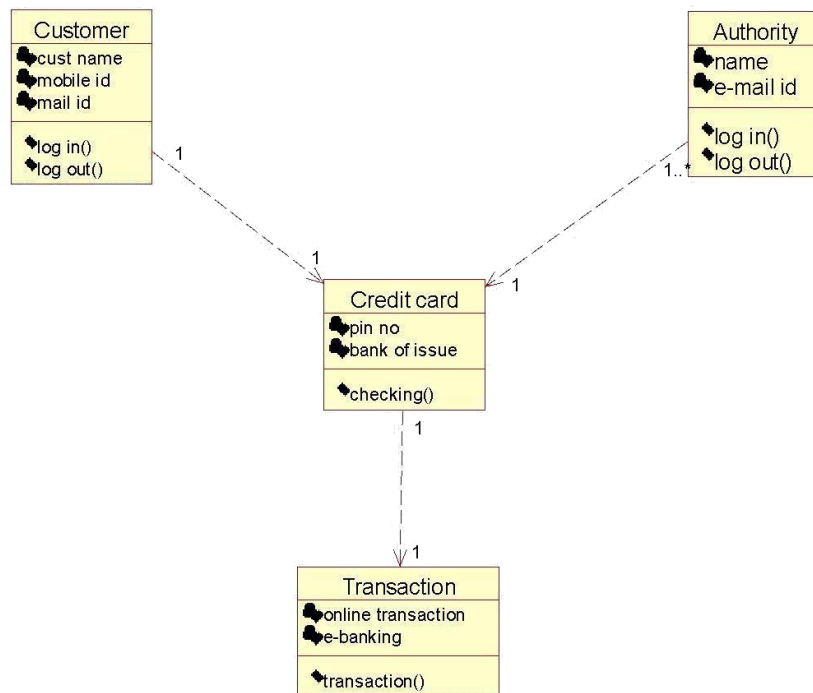 Customer
cust name
mobile id
mail id
log in()
log out()
Authority
name
e-mail id
log in()
log out()
1
1..*
1
1
Credit card
pin no
bank of issue
checking()
1
1
Transaction
online transaction
e-banking
transaction()